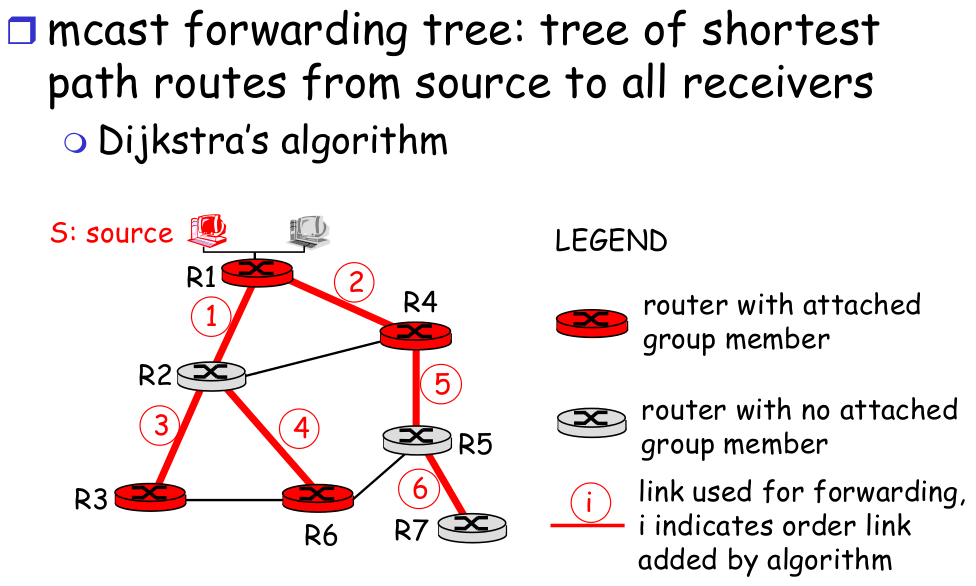 mcast forwarding tree: tree of shortest
path routes from source to all receivers
Dijkstra's algorithm
S: source
LEGEND
R1
2
R4
router with attached
group member
1
R2
5
3
4
R5
router with no attached
group member
6
R3
R6
R7
i
link used for forwarding,
i indicates order link
added by algorithm